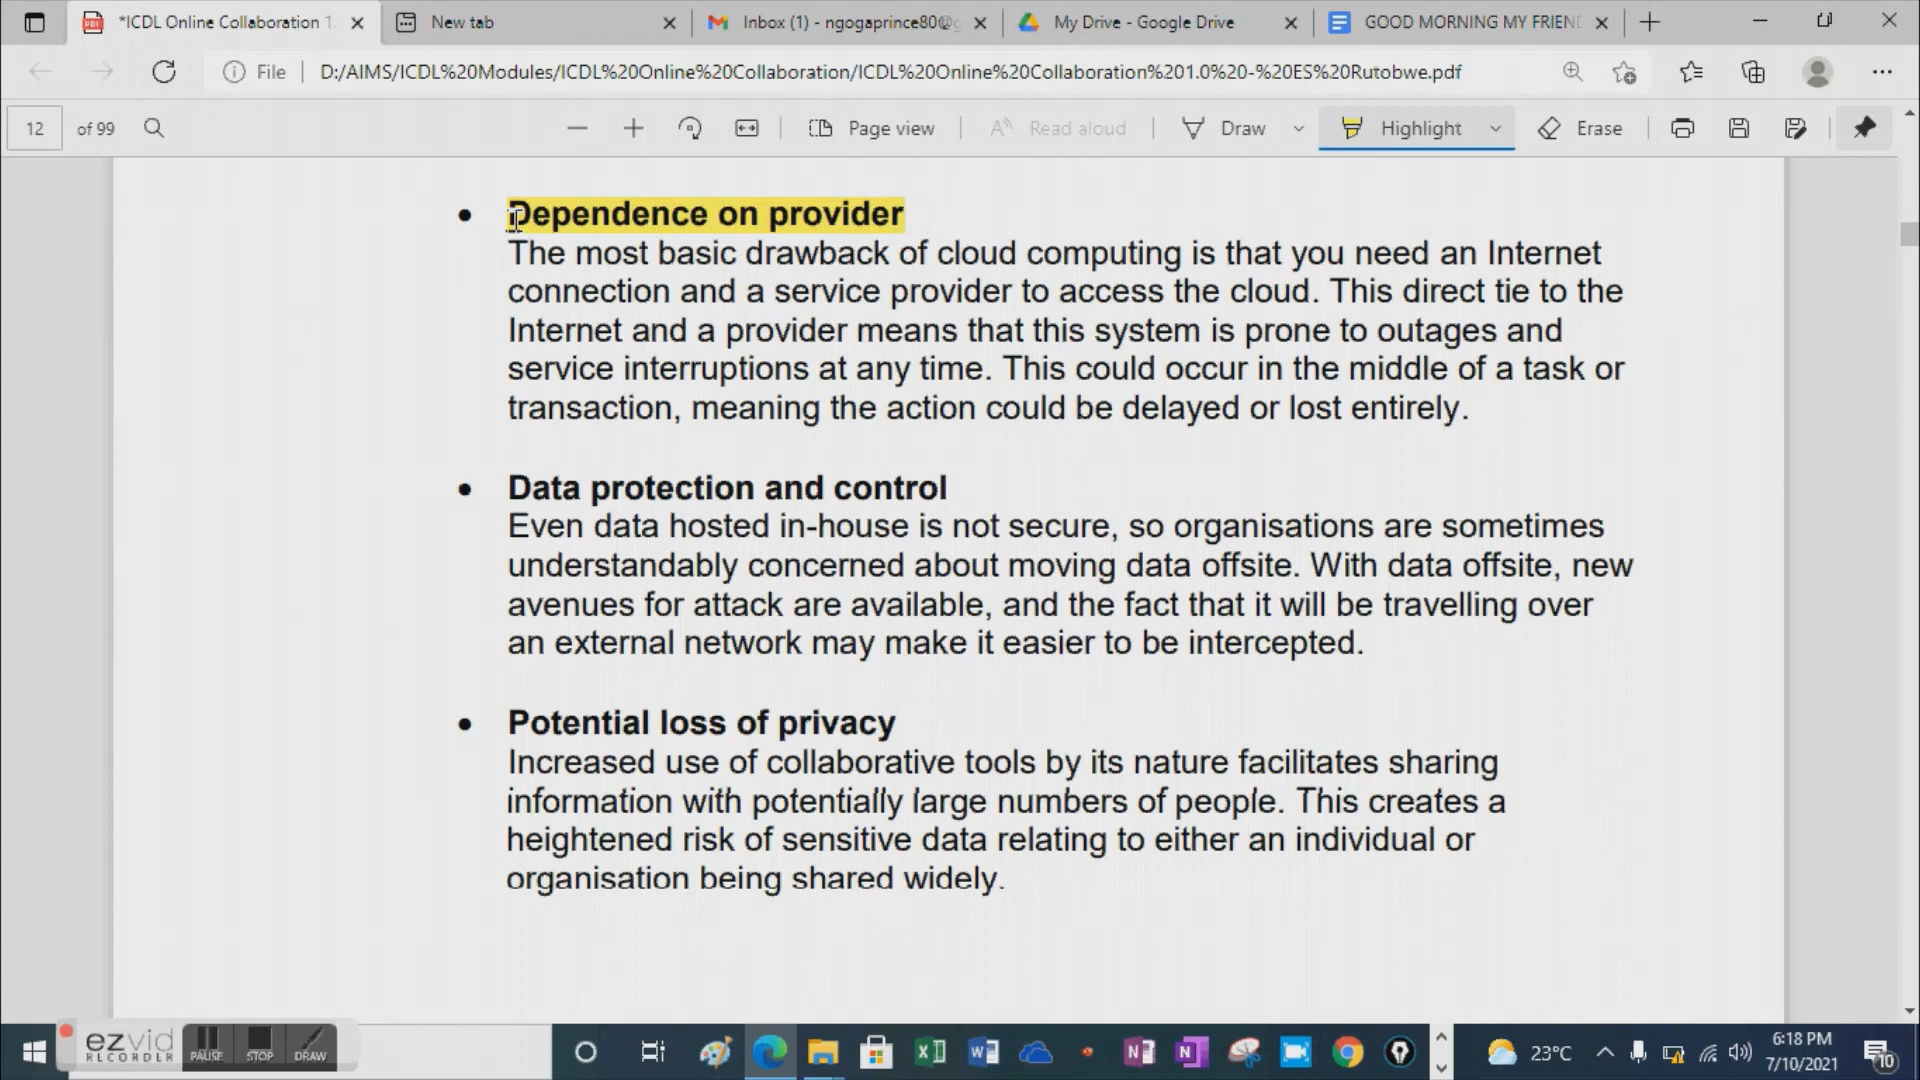 *ICDL Online Collaboration 1.
New tab
Inbox (1) - ngogaprince80@g
My Drive - Google Drive
GOOD MORNING MY FRIEND
File
D:/AIMS/ICDL%20Modules/ICDL%20Online%20Collaboration/ICDL%20Online%20Collaboration%201.0%20-%20ES%20Rutobwe.pdf
12 of 99
Page view
Read aloud
Draw
Highlight
Erase
• Dependence on provider
The most basic drawback of cloud computing is that you need an Internet
connection and a service provider to access the cloud. This direct tie to the
Internet and a provider means that this system is prone to outages and
service interruptions at any time. This could occur in the middle of a task or
transaction, meaning the action could be delayed or lost entirely.
• Data protection and control
Even data hosted in-house is not secure, so organisations are sometimes
understandably concerned about moving data offsite. With data offsite, new
avenues for attack are available, and the fact that it will be travelling over
an external network may make it easier to be intercepted.
• Potential loss of privacy
Increased use of collaborative tools by its nature facilitates sharing
information with potentially large numbers of people. This creates a
heightened risk of sensitive data relating to either an individual or
organisation being shared widely.
ezvid
RECORDER
PAUSE
STOP
DRAW
23°C
6:18 PM
7/10/2021
10